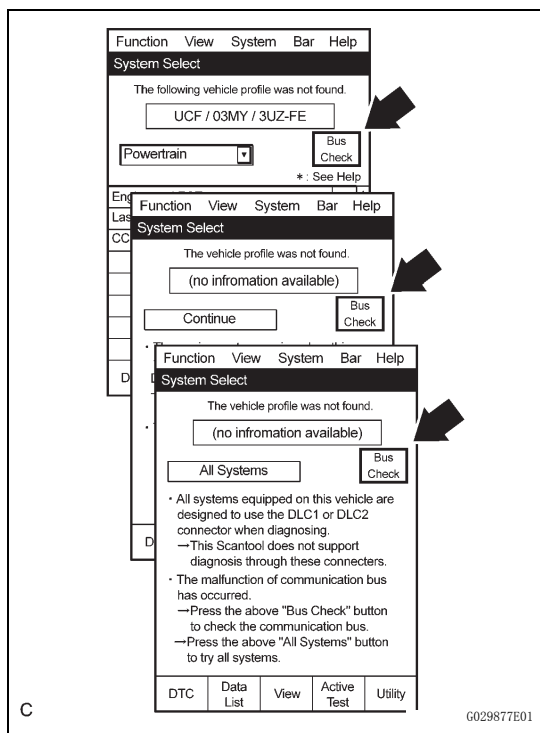 Function View System Bar Help
System Select
The following vehicle profile was not found.
UCF / 03MY / 3UZ-FE
Bus
Check
Powertrain
* : See Help
Las
CC
D
Function View System Bar Help
System Select
The vehicle profile was not found.
(no infromation available)
Bus
Check
Continue
D
Function View System Bar Help
System Select
The vehicle profile was not found.
(no infromation available)
Bus
Check
All Systems
· All systems equipped on this vehicle are
designed to use the DLC1 or DLC2
connector when diagnosing.
→This Scantool does not support
diagnosis through these connecters.
· The malfunction of communication bus
has occurred.
→Press the above "Bus Check" button
to check the communication bus.
→Press the above "All Systems" button
to try all systems.
DTC Data List View Active Test Utility
C
G029877E01